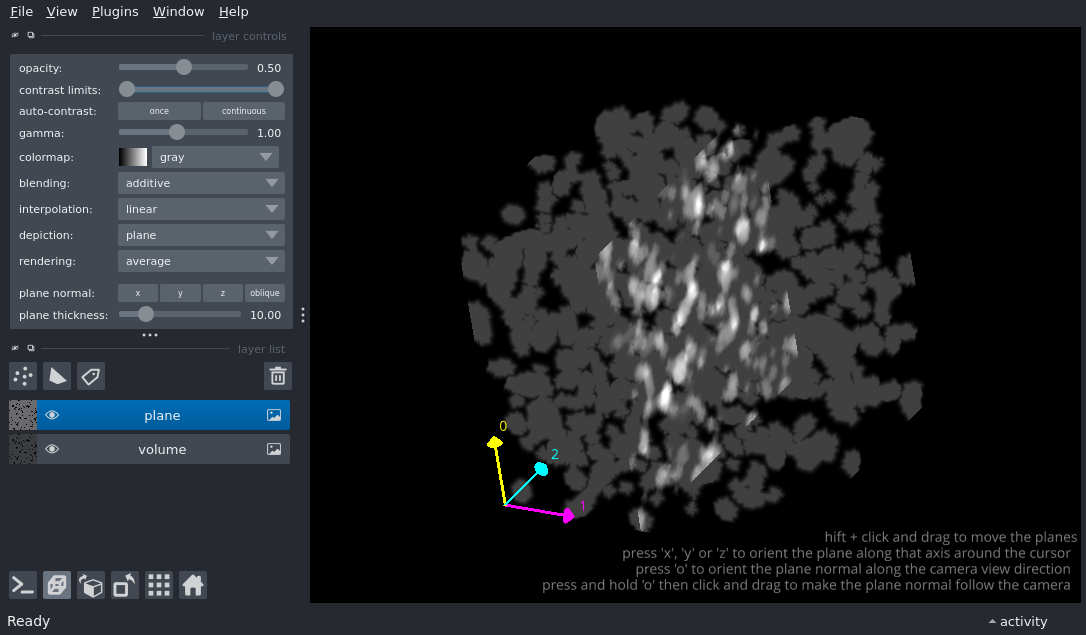 File View Plugins Window Help
layer controls
opacity: 0.50
contrast limits:
auto-contrast: once continuous
gamma: 1.00
colormap: gray
blending: additive
interpolation: linear
depiction: plane
rendering: average
plane normal: x y z oblique
plane thickness: 10.00
layer list
plane
volume
0
2
1
hift + click and drag to move the planes
press 'x', 'y' or 'z' to orient the plane along that axis around the cursor
press 'o' to orient the plane normal along the camera view direction
press and hold 'o' then click and drag to make the plane normal follow the camera
Ready
activity